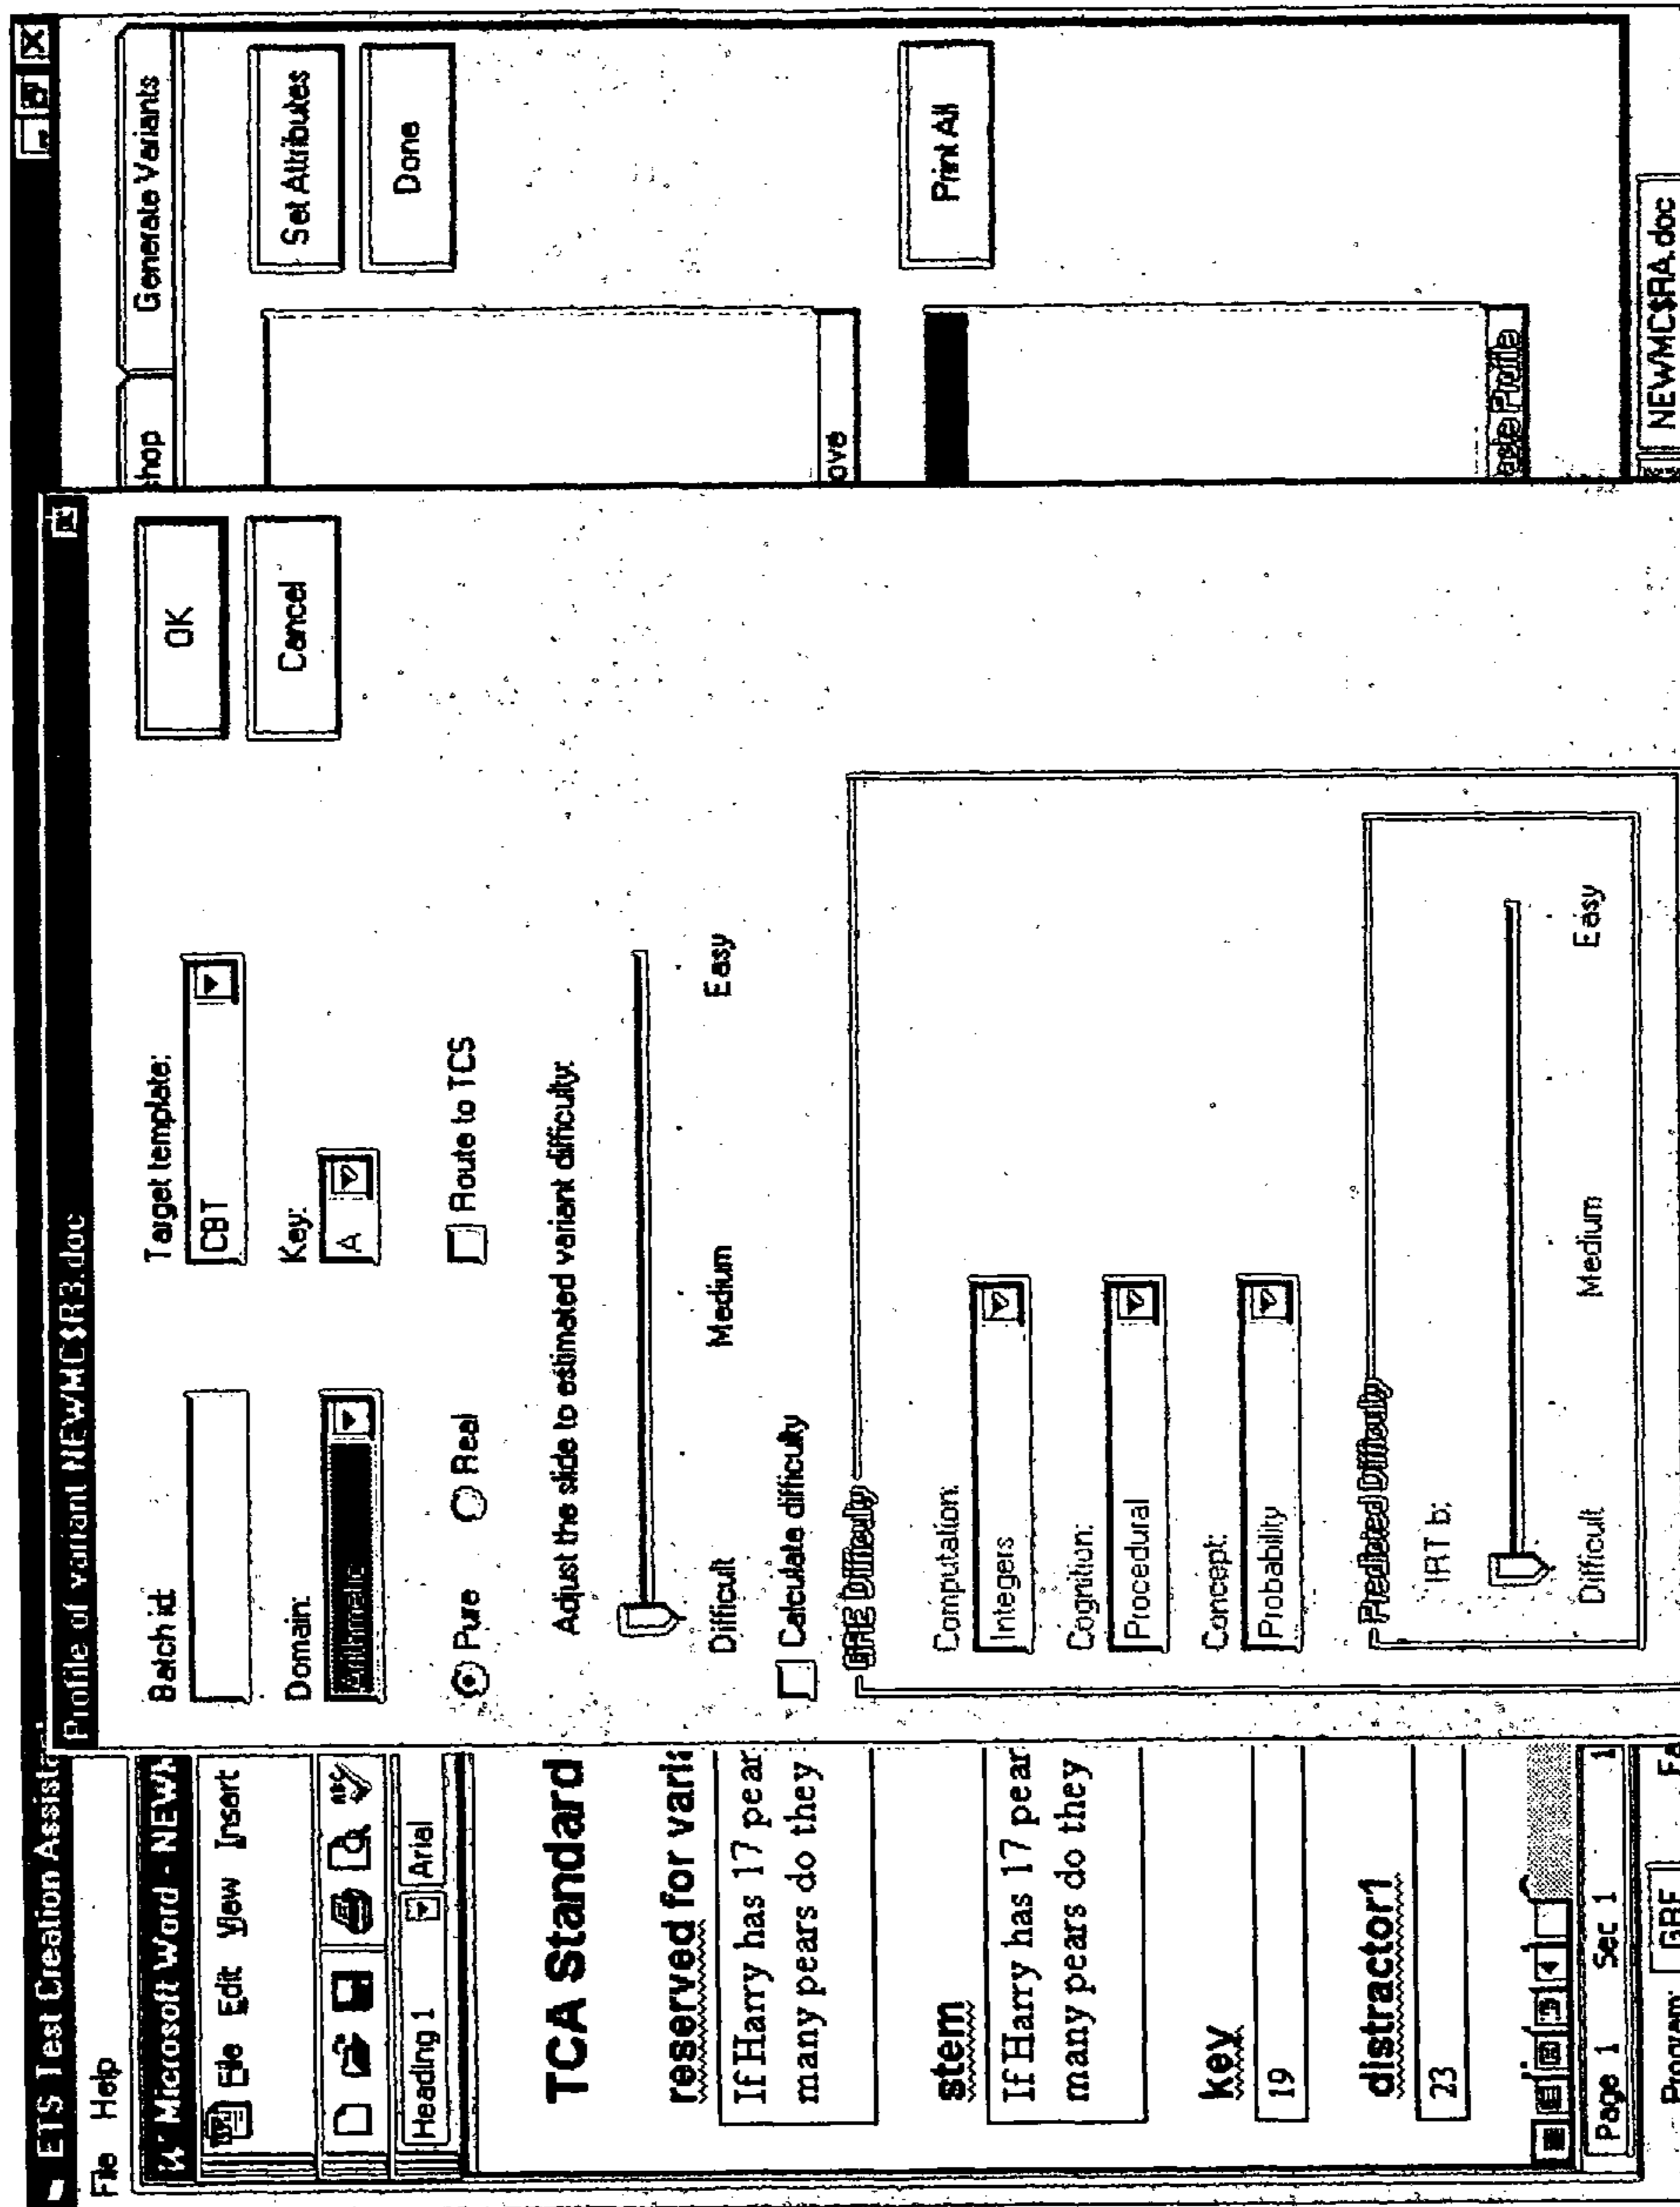 ETS Test Creation Assist
File Help
Microsoft Word - NEWM
File Edit View Insert
Heading 1 Arial
TCA Standard
reserved for vari
If Harry has 17 pear
many pears do they
stem
If Harry has 17 pear
many pears do they
key
19
distractor1
23
Page 1 Sec 1 1
Program: GRE
Profile of variant NEWMC$R3.doc
Batch id:
Target template:
CBT
Domain:
Arithmetic
Key:
A
Pure Real
Route to TCS
OK
Cancel
Adjust the slide to estimated variant difficulty:
Difficult Medium Easy
Calculate difficulty
GRE Difficulty
Computation:
Integers
Cognition:
Procedural
Concept:
Probability
Predicted Difficulty
IRT b:
Difficult Medium Easy
shop Generate Variants
Set Attributes
Done
ove
Print All
Profile
NEWMC$RA.doc